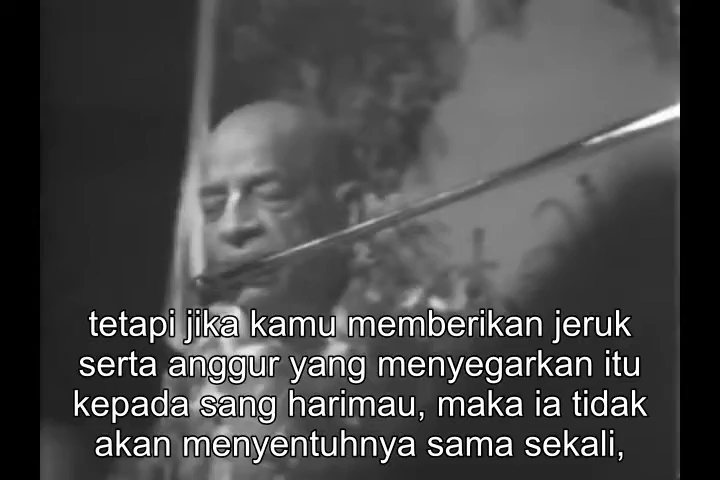 tetapi jika kamu memberikan jeruk
serta anggur yang menyegarkan itu
kepada sang harimau, maka ia tidak
akan menyentuhnya sama sekali,